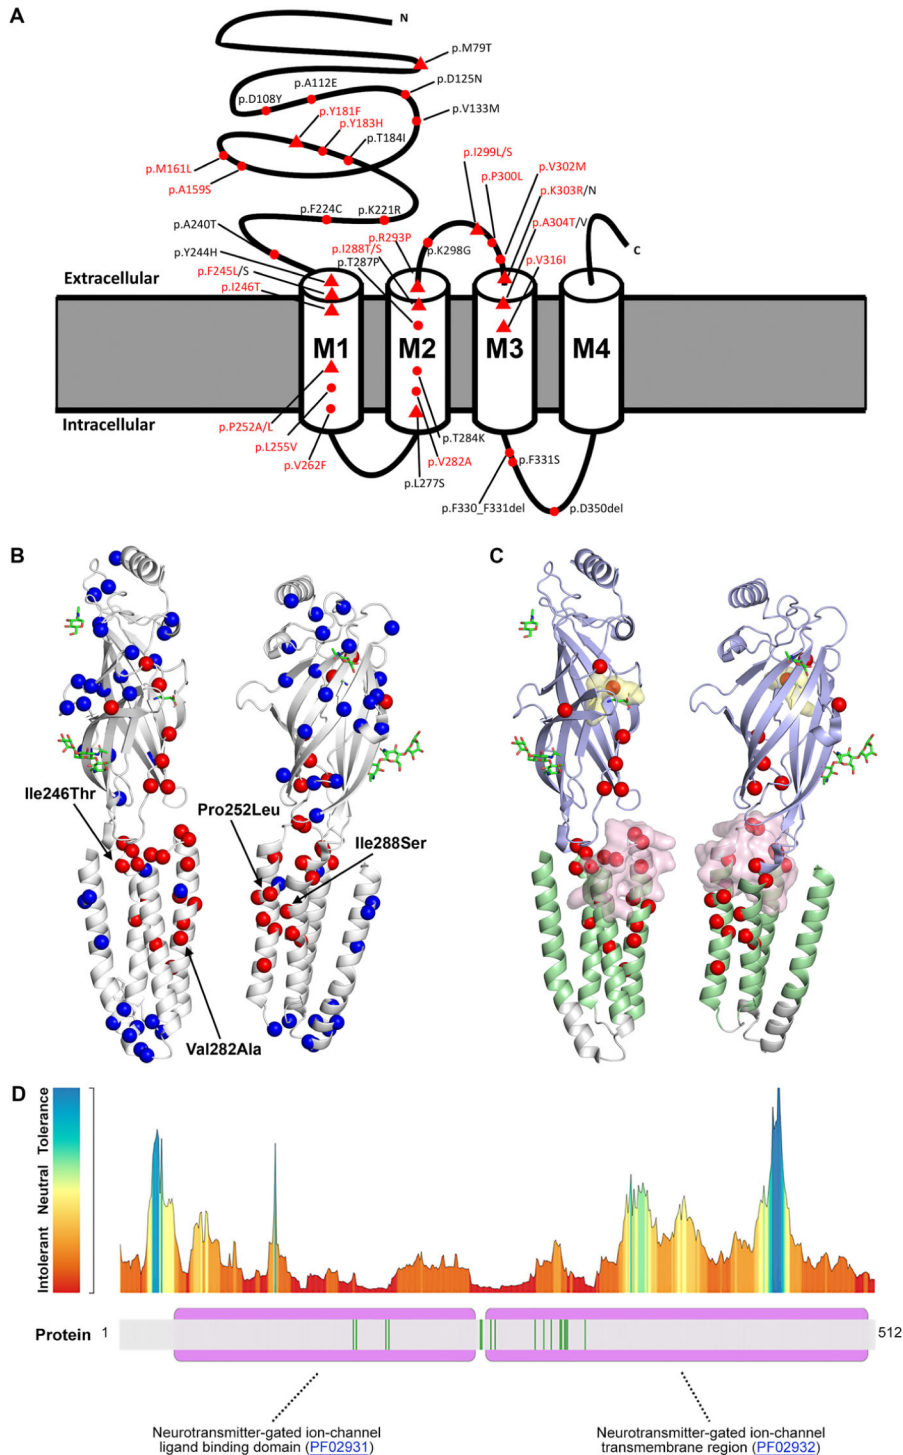 A
N
p.M79T
p.A112E
p.D125N
p.D108Y
p.V133M
p.Y181F
p.Y183H
p.T184I
p.I299L/S
p.M161L
p.P300L
p.V302M
p.A159S
p.K303R/N
p.F224C
p.K221R
p.A304T/V
p.A240T
p.R293P
p.K298G
p.Y244H
p.I288T/S
p.T287P
C
p.V316I
Extracellular
p.F245L/S
p.I246T
M1
M2
M3
M4
Intracellular
p.P252A/L
p.L255V
p.T284K
p.V262F
p.V282A
p.F331S
p.L277S
p.F330_F331del
p.D350del
B
C
Ile246Thr
Pro252Leu
Ile288Ser
Val282Ala
D
Tolerance
Neutral
Intolerant
Protein
1
512
Neurotransmitter-gated ion-channel
ligand binding domain (PF02931)
Neurotransmitter-gated ion-channel
transmembrane region (PF02932)